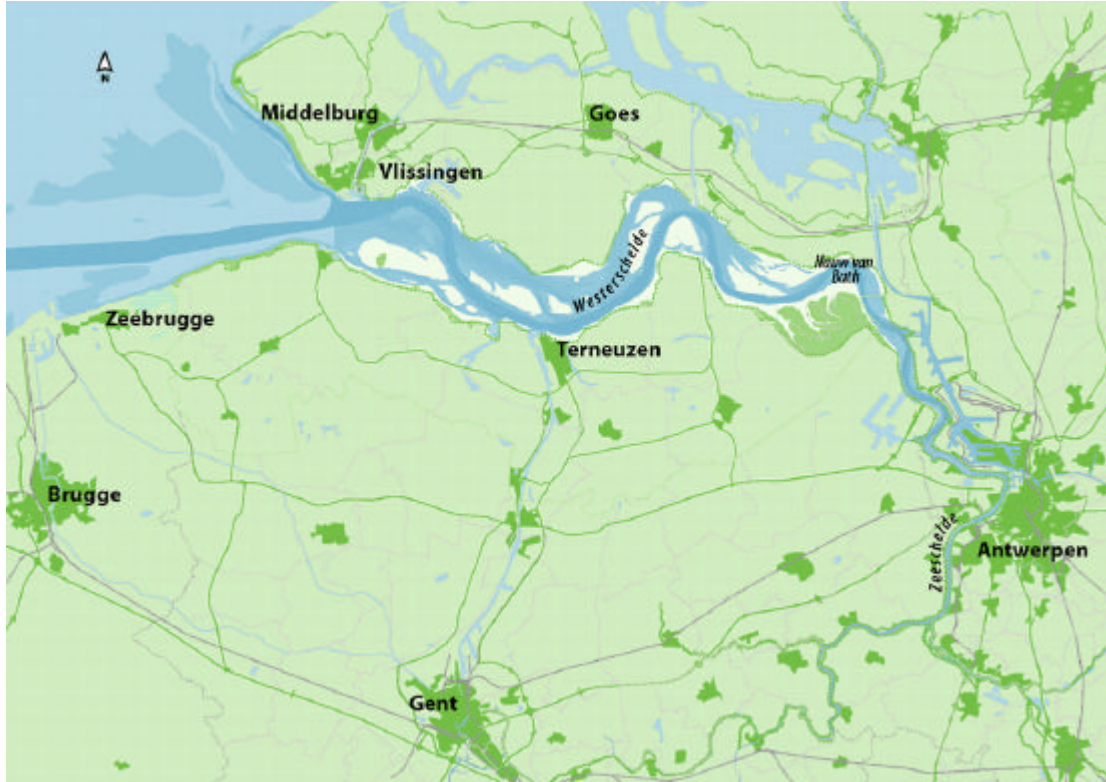 N
Middelburg
Goes
Vlissingen
Westerschelde
Nauw van
Bath
Zeebrugge
Terneuzen
Brugge
Zeeschelde
Antwerpen
Gent